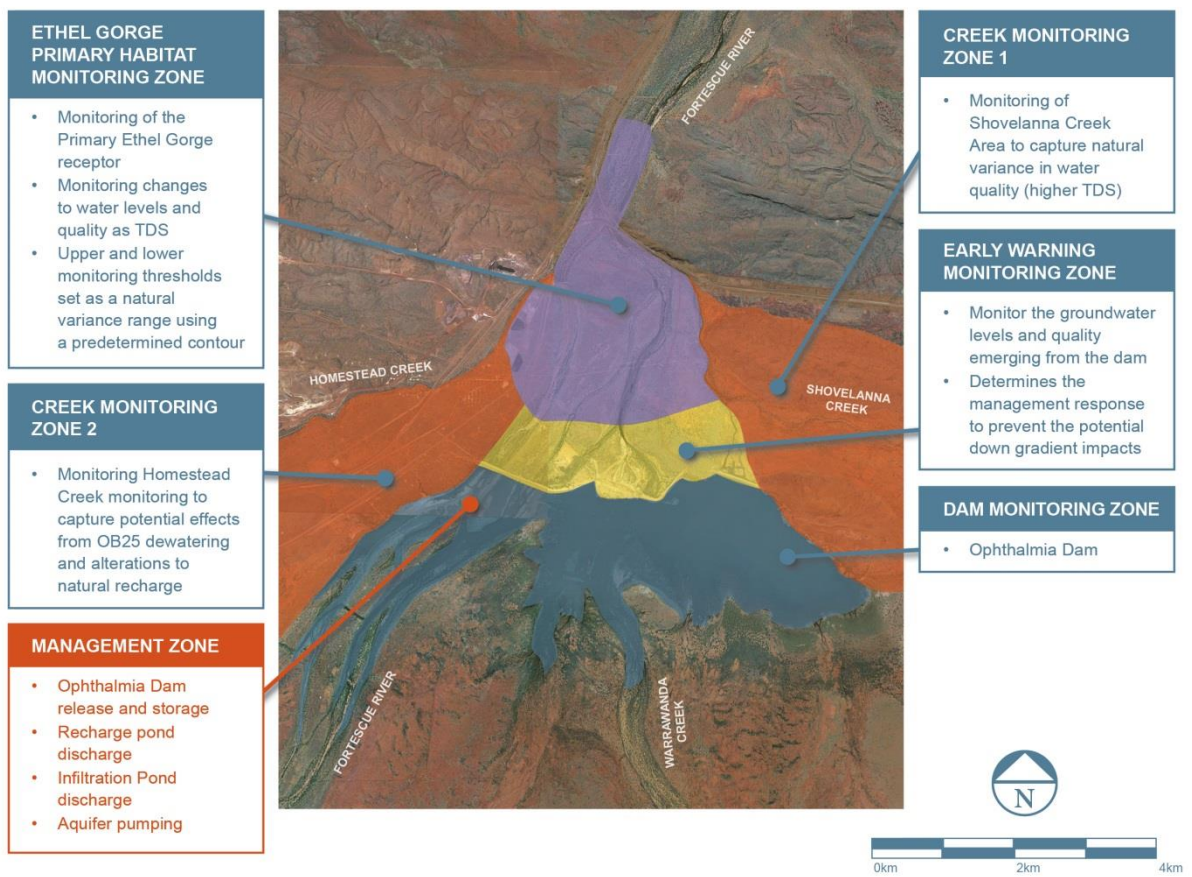 ETHEL GORGE
PRIMARY HABITAT
MONITORING ZONE
• Monitoring of the
Primary Ethel Gorge
receptor
• Monitoring changes
to water levels and
quality as TDS
• Upper and lower
monitoring thresholds
set as a natural
variance range using
a predetermined contour
CREEK MONITORING
ZONE 2
• Monitoring Homestead
Creek monitoring to
capture potential effects
from OB25 dewatering
and alterations to
natural recharge
MANAGEMENT ZONE
• Ophthalmia Dam
release and storage
• Recharge pond
discharge
• Infiltration Pond
discharge
• Aquifer pumping
FORTESCUE RIVER
HOMESTEAD CREEK
SHOVELANNA
CREEK
FORTESCUE RIVER
WARRAWANDA
CREEK
CREEK MONITORING
ZONE 1
• Monitoring of
Shovelanna Creek
Area to capture natural
variance in water
quality (higher TDS)
EARLY WARNING
MONITORING ZONE
• Monitor the groundwater
levels and quality
emerging from the dam
• Determines the
management response
to prevent the potential
down gradient impacts
DAM MONITORING ZONE
• Ophthalmia Dam
N
0km 2km 4km